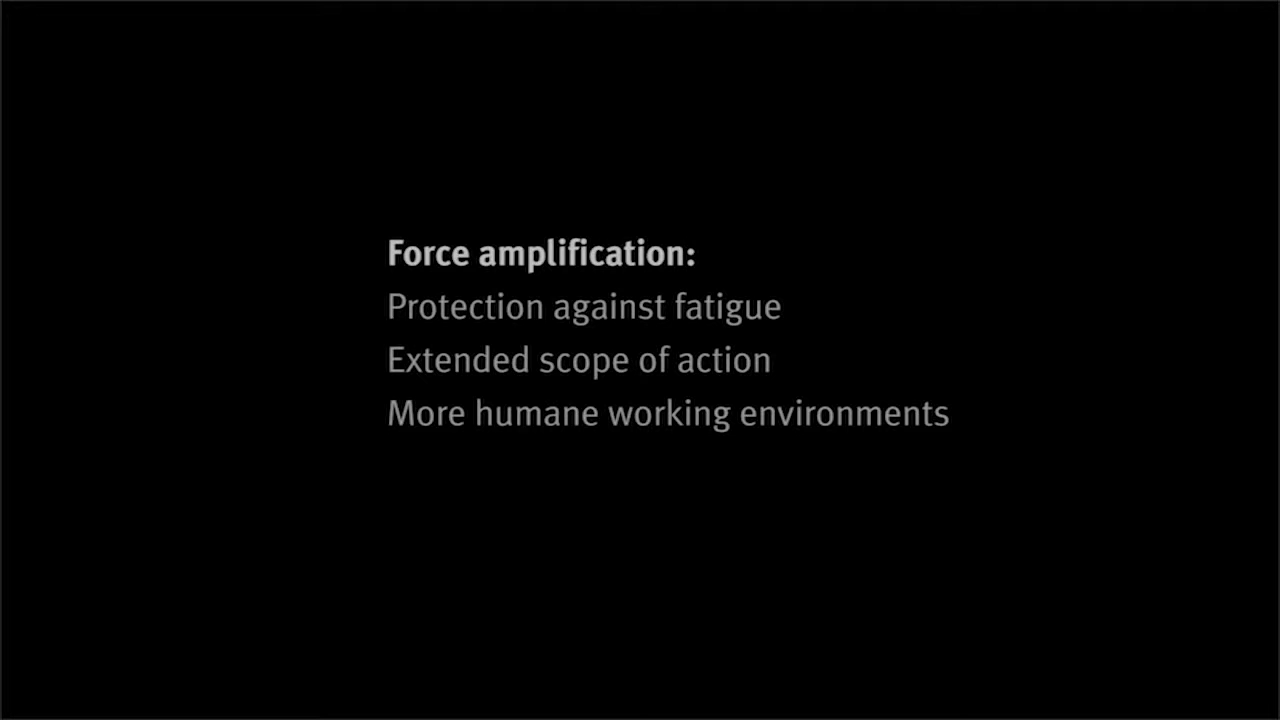 Force amplification:
Protection against fatigue
Extended scope of action
More humane working environments